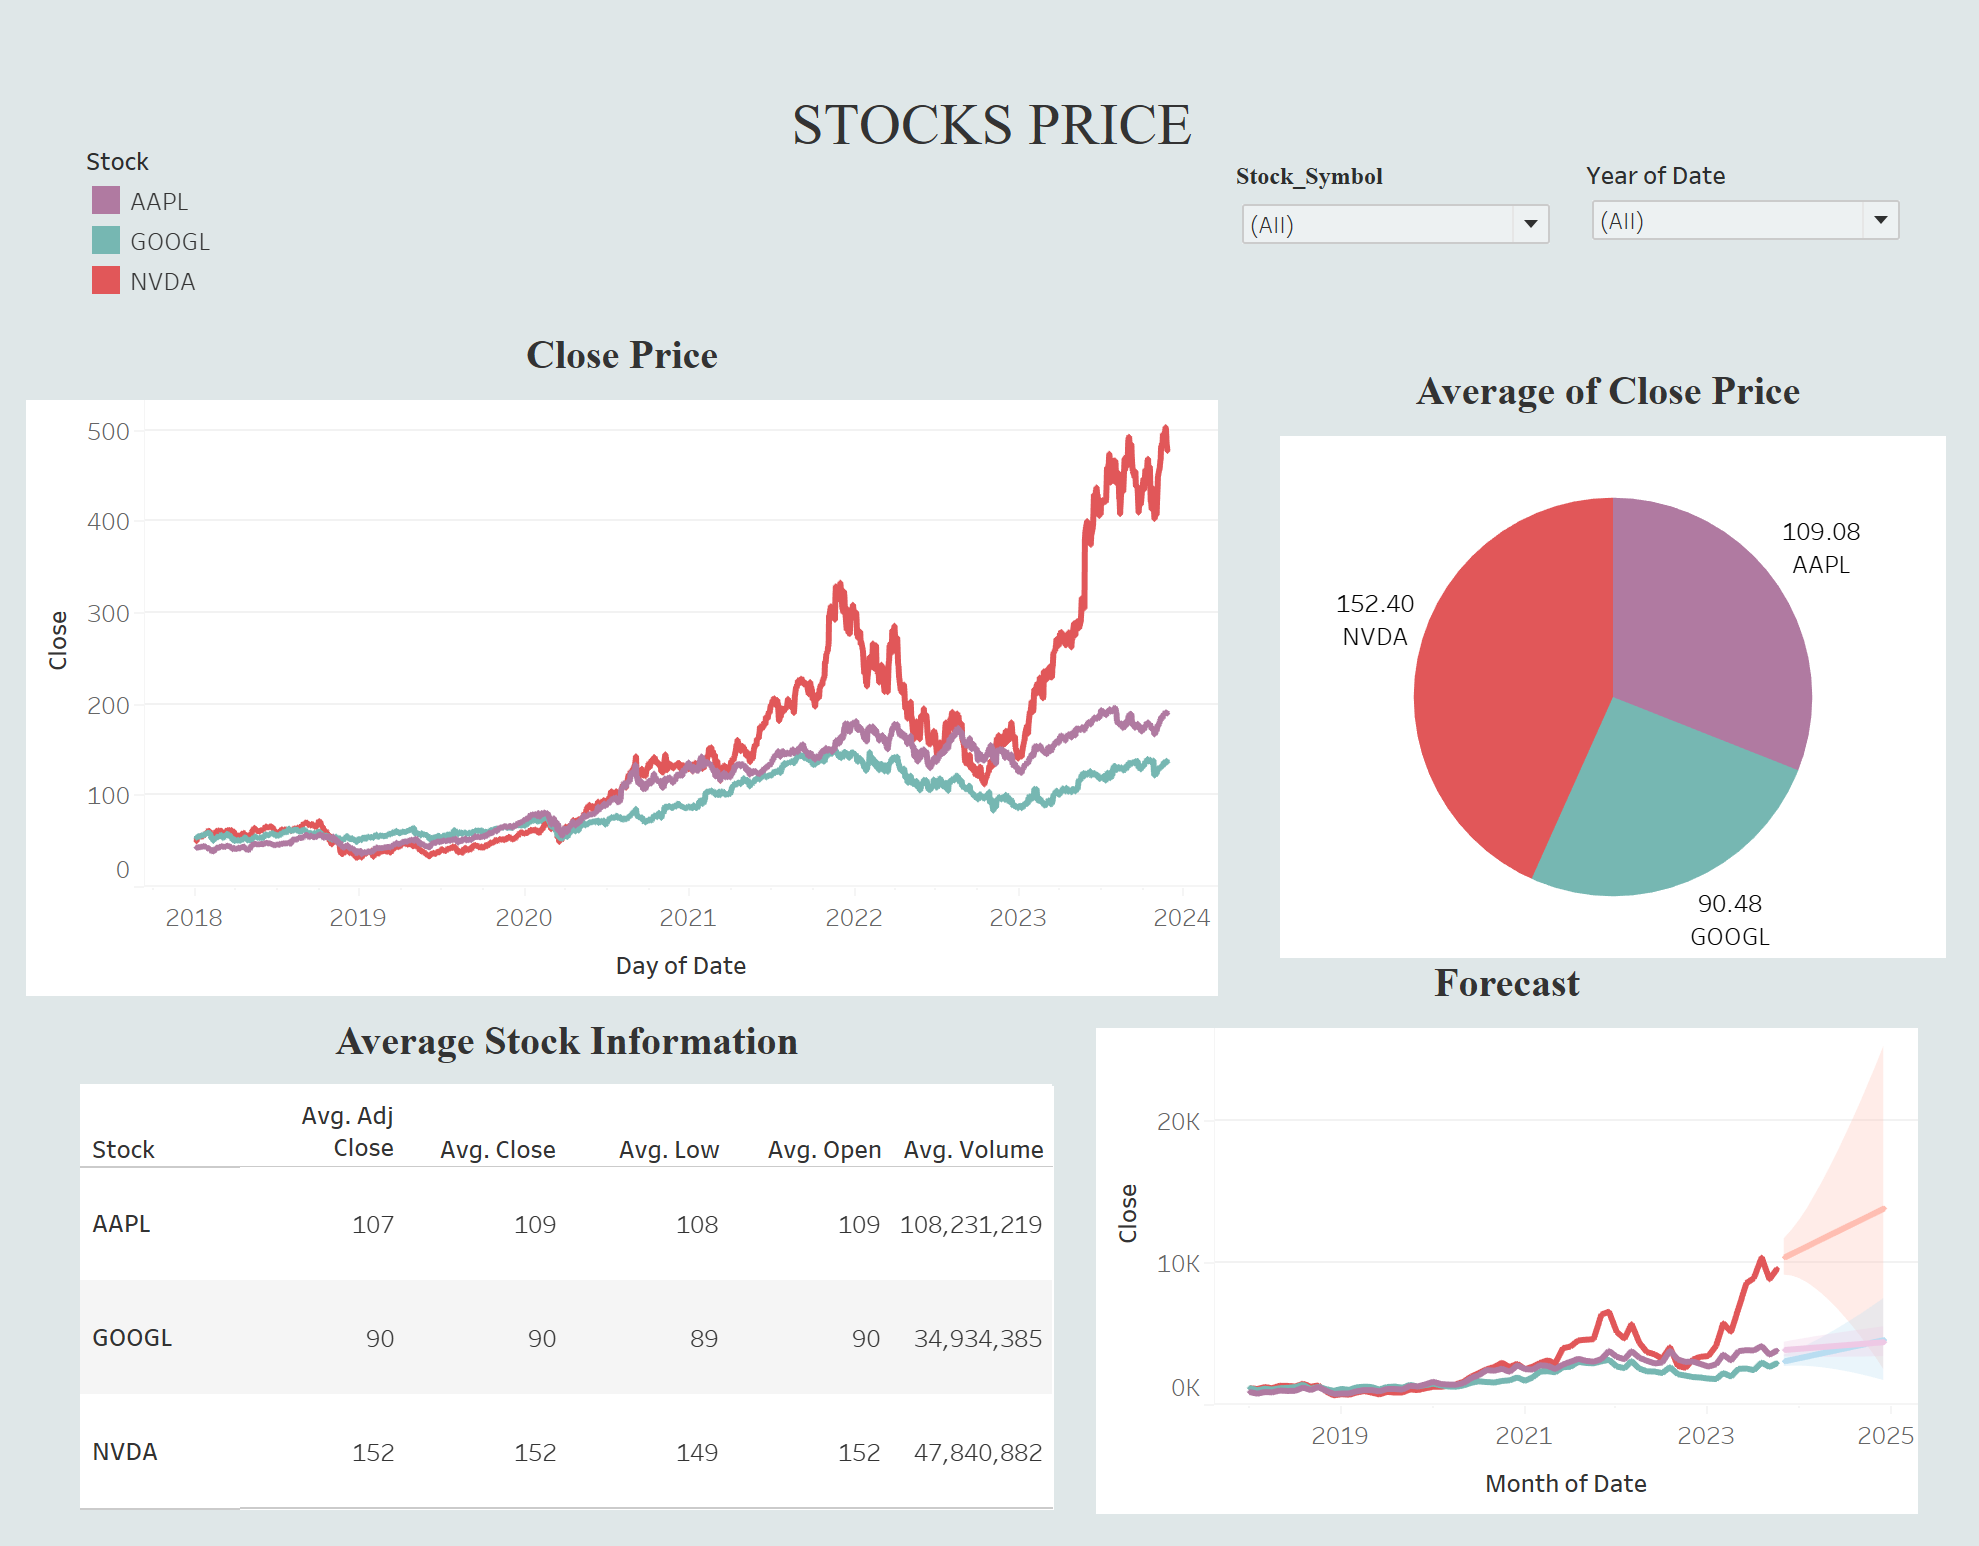 STOCKS PRICE
Stock
AAPL
GOOGL
NVDA
Stock_Symbol
(All)
Year of Date
(All)
Close Price
500
400
300
200
100
0
Close
2018 2019 2020 2021 2022 2023 2024
Day of Date
Average of Close Price
109.08
AAPL
152.40
NVDA
90.48
GOOGL
Average Stock Information
Stock Avg. Adj Close Avg. Close Avg. Low Avg. Open Avg. Volume
AAPL 107 109 108 109 108,231,219
GOOGL 90 90 89 90 34,934,385
NVDA 152 152 149 152 47,840,882
Forecast
20K
10K
0K
Close
2019 2021 2023 2025
Month of Date